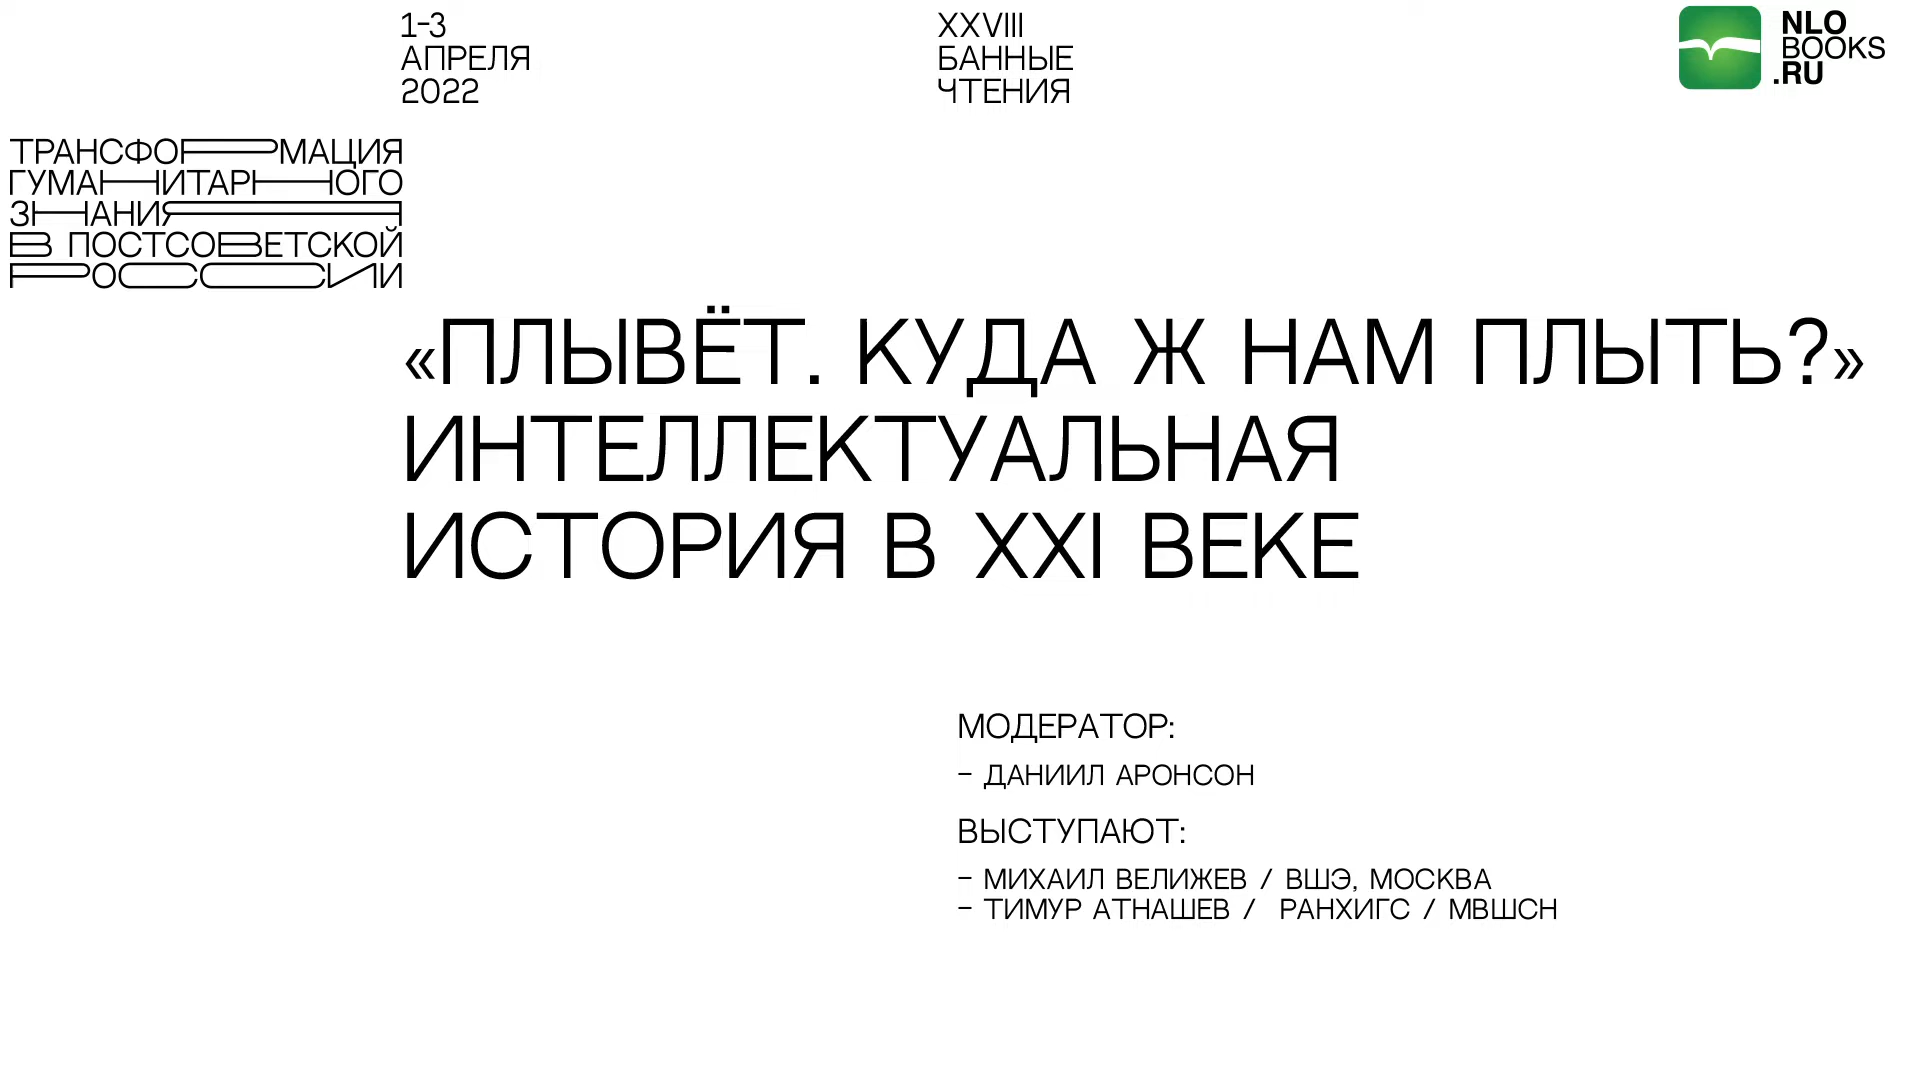 1–3
АПРЕЛЯ
2022
XXVIII
БАННЫЕ
ЧТЕНИЯ
NLO
BOOKS
.RU
ТРАНСФОРМАЦИЯ
ГУМАНИТАРНОГО
ЗНАНИЯ
В ПОСТСОВЕТСКОЙ
РОССИИ
«ПЛЫВЁТ. КУДА Ж НАМ ПЛЫТЬ?»
ИНТЕЛЛЕКТУАЛЬНАЯ
ИСТОРИЯ В XXI ВЕКЕ
МОДЕРАТОР:
– ДАНИИЛ АРОНСОН
ВЫСТУПАЮТ:
– МИХАИЛ ВЕЛИЖЕВ / ВШЭ, МОСКВА
– ТИМУР АТНАШЕВ / РАНХИГС / МВШСН